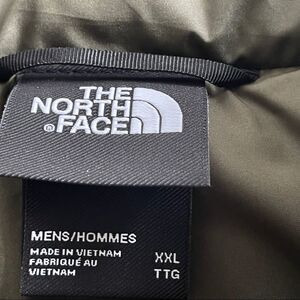 THE
NORTH
FACE
®
MENS/HOMMES
MADE IN VIETNAM
FABRIQUÉ AU
VIETNAM
XXL
TTG